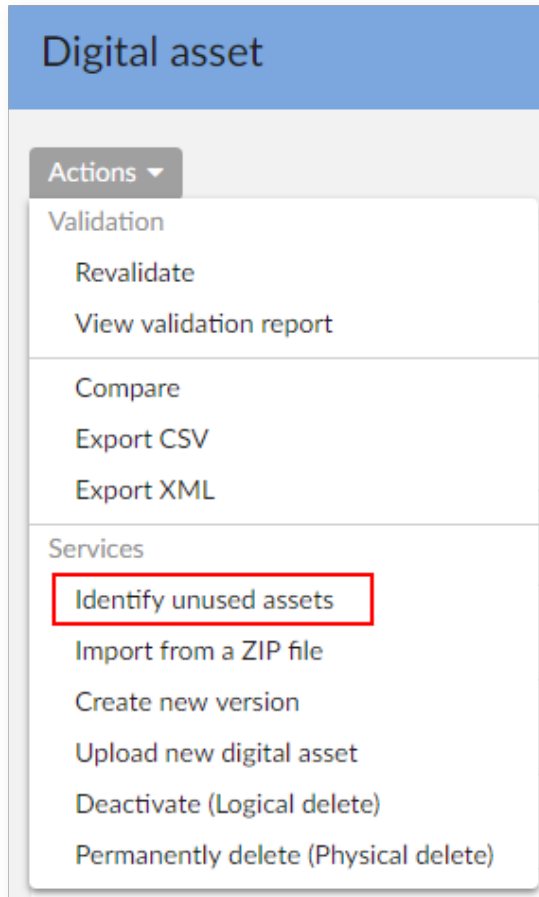 Digital asset
Actions
Validation
Revalidate
View validation report
Compare
Export CSV
Export XML
Services
Identify unused assets
Import from a ZIP file
Create new version
Upload new digital asset
Deactivate (Logical delete)
Permanently delete (Physical delete)